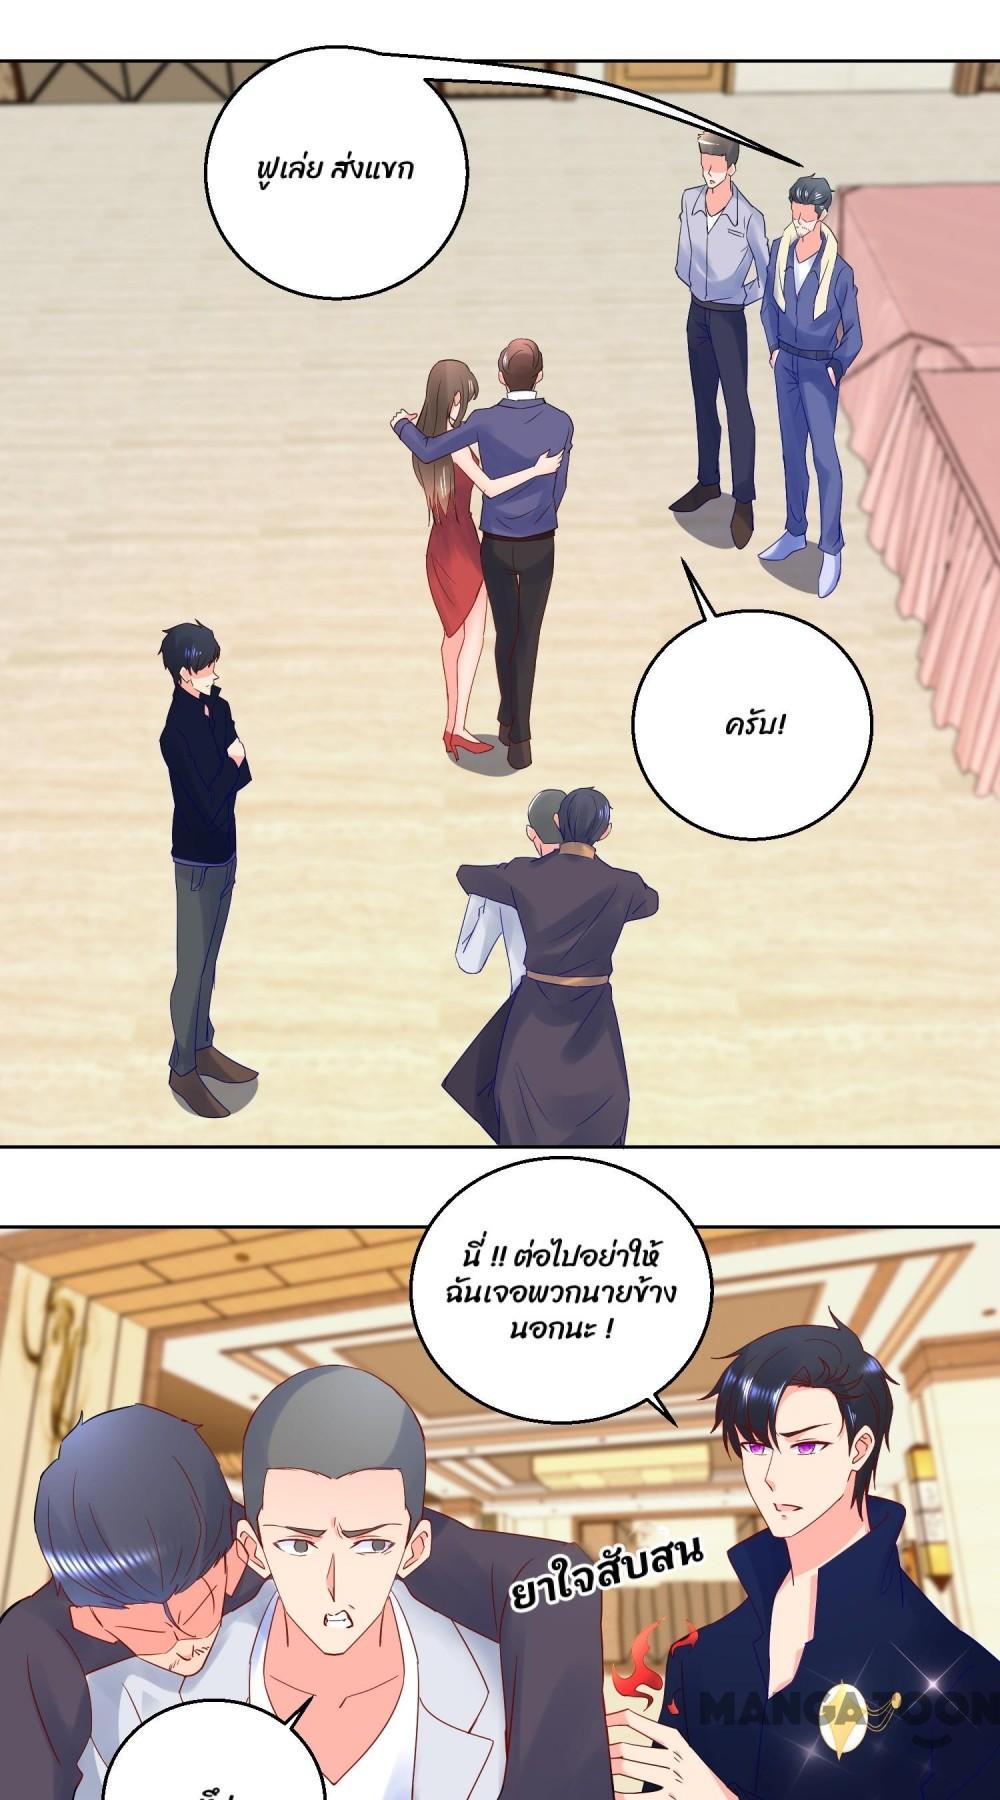 ฟูเล่ย ส่งแขก
ครับ!
นี่ !! ต่อไปอย่าให้
ฉันเจอพวกนายข้าง
นอกนะ !
ยาใจสับสน
MANGATOON